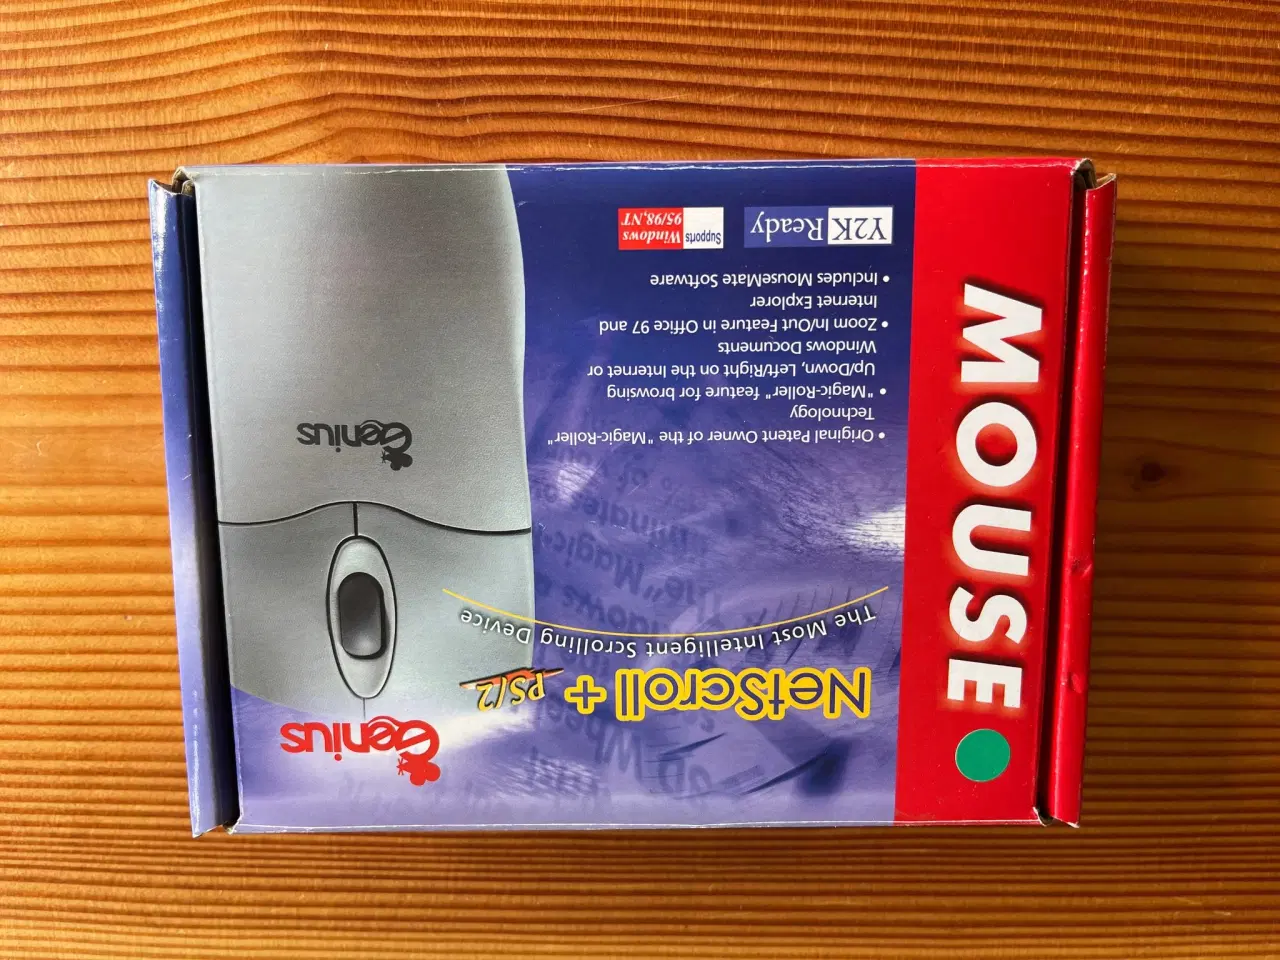 Genius
NetScroll + PS/2
The Most Intelligent Scrolling Device
• Original Patent Owner of the "Magic-Roller"
Technology
• "Magic-Roller" feature for browsing
Up/Down, Left/Right on the Internet or
Windows Documents
• Zoom In/Out Feature in Office 97 and
Internet Explorer
• Includes MouseMate Software
Y2K Ready
Supports Windows
95/98,NT
Genius
MOUSE